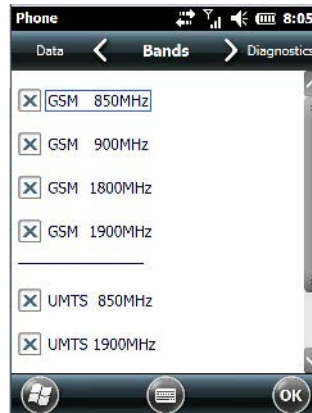 Phone 8:05
Data Bands Diagnostics
GSM 850MHz
GSM 900MHz
GSM 1800MHz
GSM 1900MHz
UMTS 850MHz
UMTS 1900MHz
OK